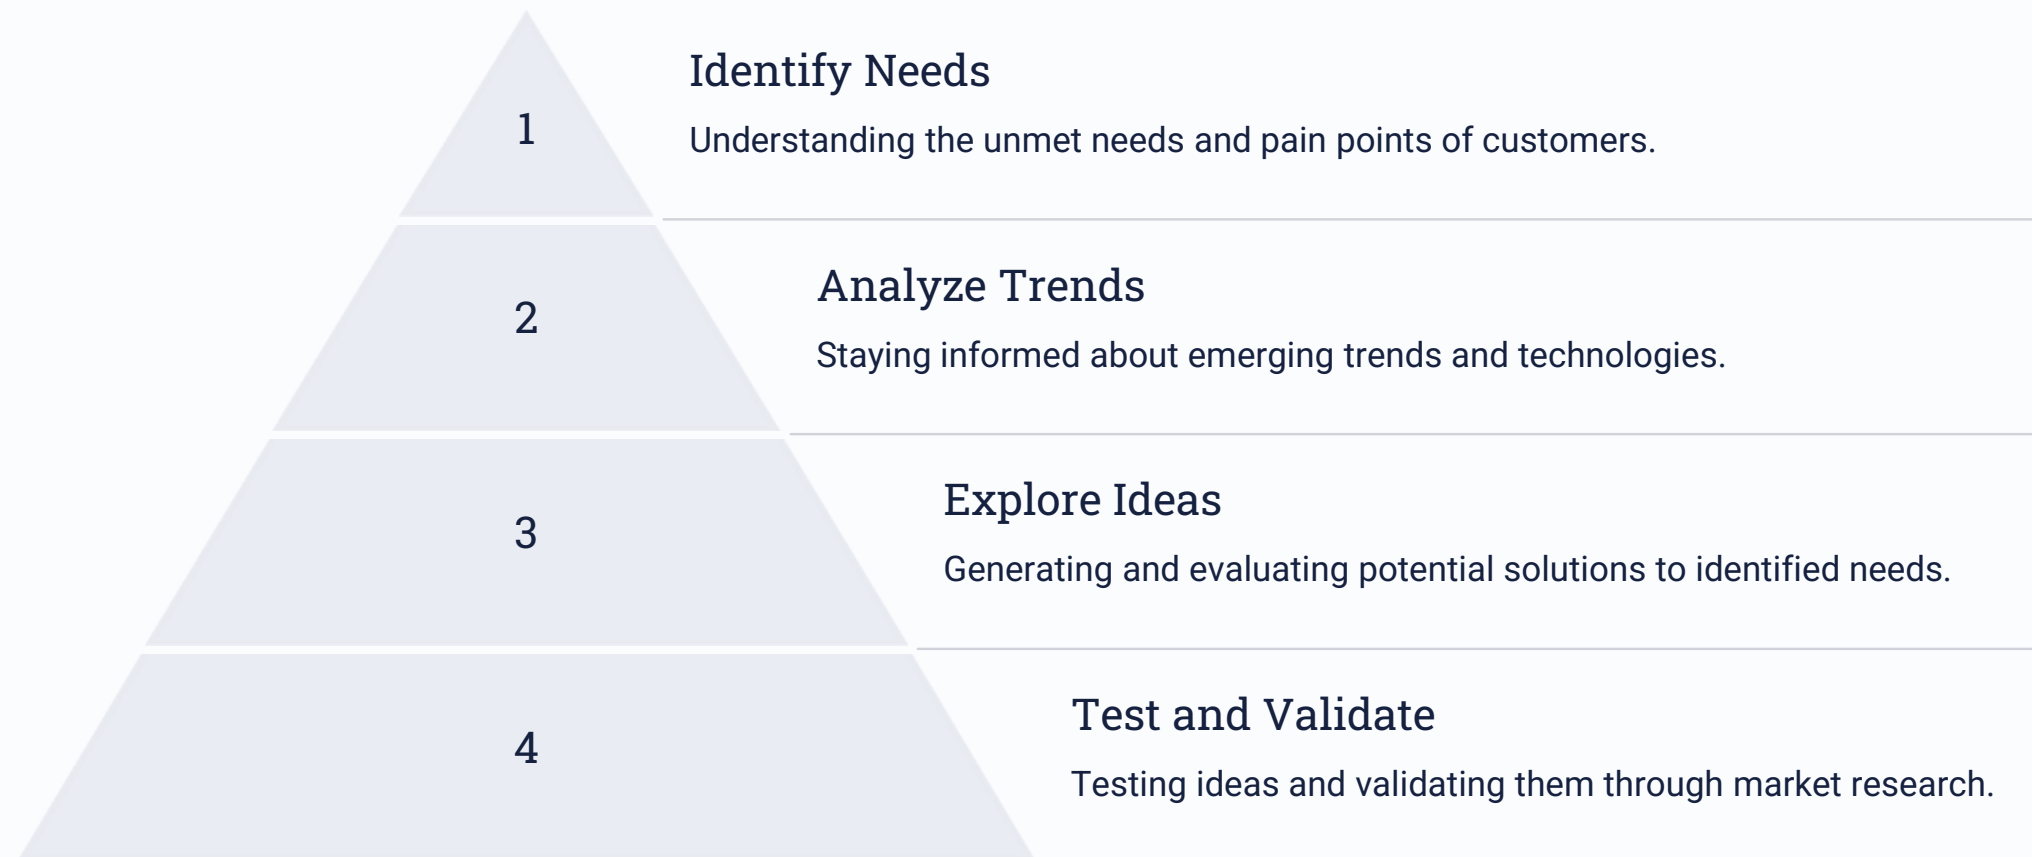 1
Identify Needs
Understanding the unmet needs and pain points of customers.
2
Analyze Trends
Staying informed about emerging trends and technologies.
3
Explore Ideas
Generating and evaluating potential solutions to identified needs.
4
Test and Validate
Testing ideas and validating them through market research.